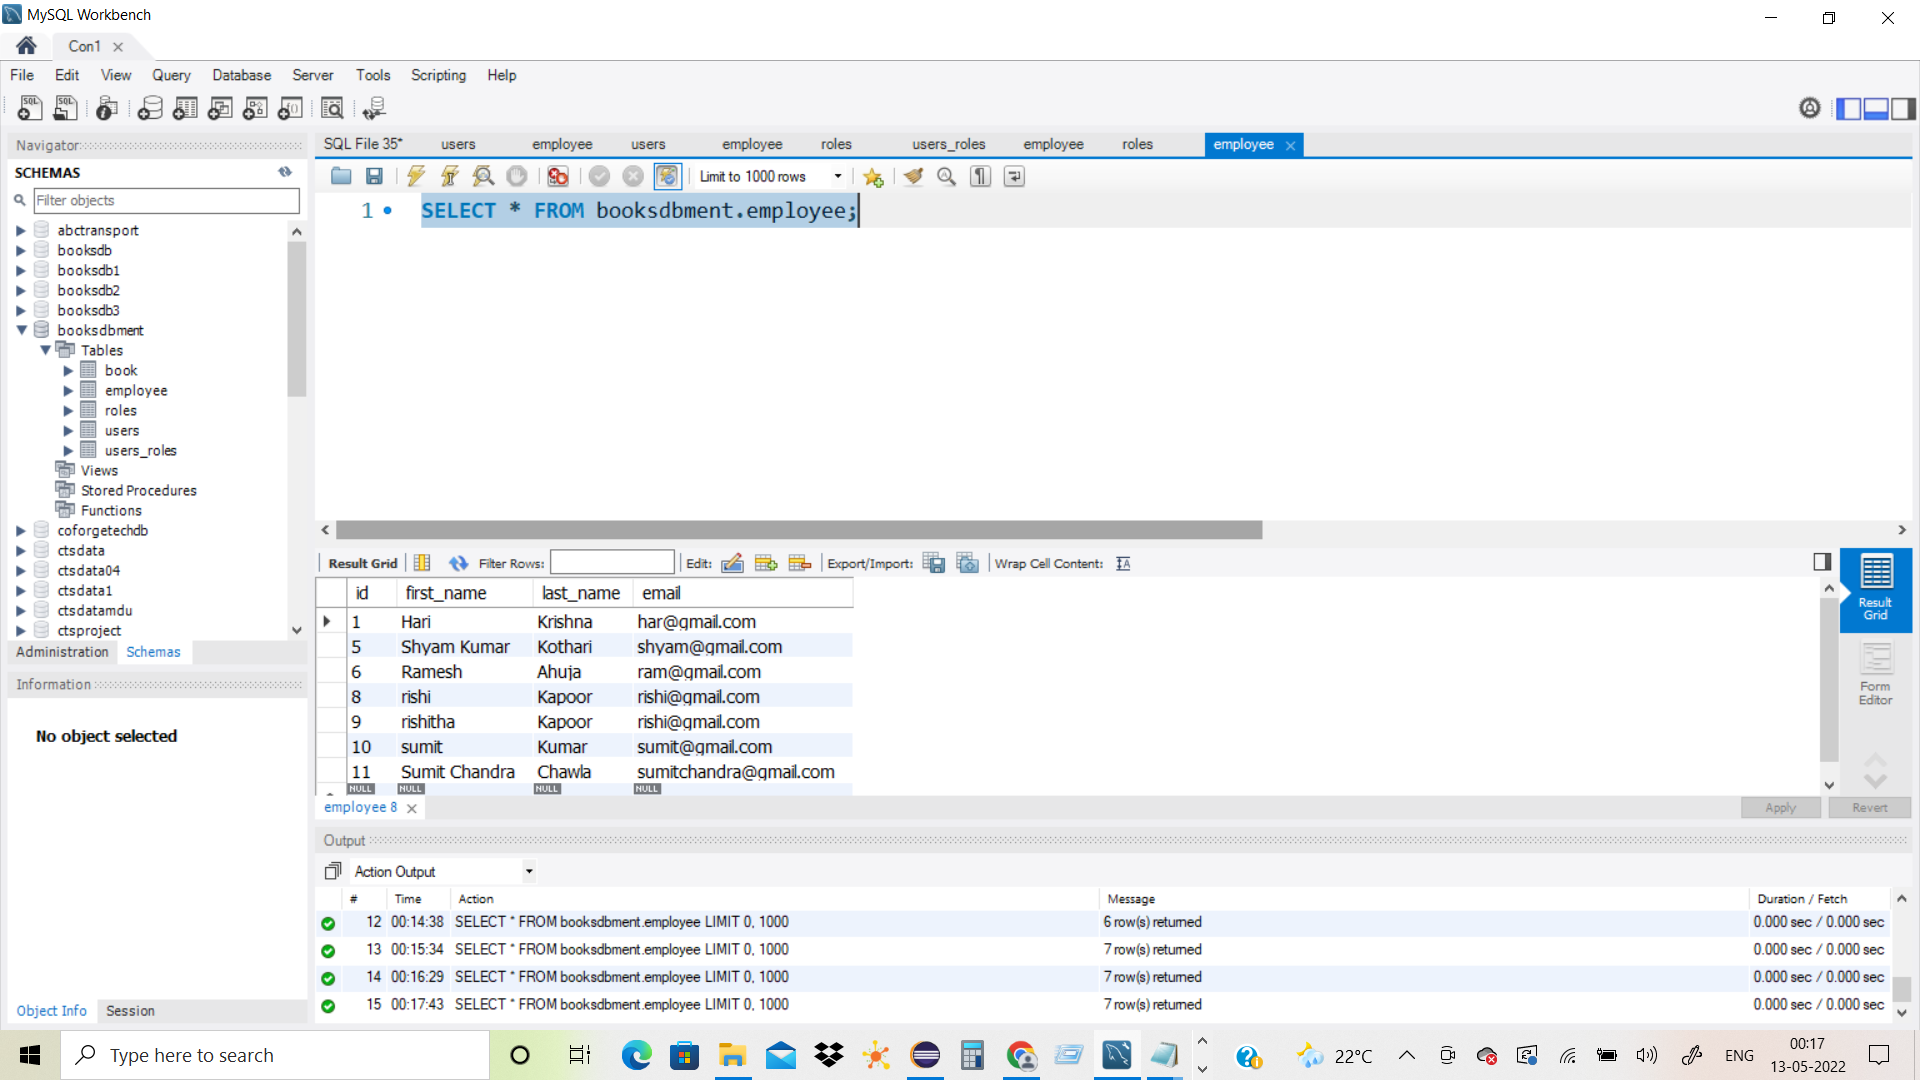 MySQL Workbench
Con1
File Edit View Query Database Server Tools Scripting Help
Navigator
SCHEMAS
Filter objects
abctransport
booksdb
booksdb1
booksdb2
booksdb3
booksdbment
Tables
book
employee
roles
users
users_roles
Views
Stored Procedures
Functions
coforgetechdb
ctsdata
ctsdata04
ctsdata1
ctsdatamdu
ctsproject
Administration Schemas
Information
No object selected
Object Info Session
SQL File 35* users employee users employee roles users_roles employee roles employee
Limit to 1000 rows
1 SELECT * FROM booksdbment.employee;
Result Grid Filter Rows: Edit: Export/Import: Wrap Cell Content:
id first_name last_name email
1 Hari Krishna har@gmail.com
5 Shyam Kumar Kothari shyam@gmail.com
6 Ramesh Ahuja ram@gmail.com
8 rishi Kapoor rishi@gmail.com
9 rishitha Kapoor rishi@gmail.com
10 sumit Kumar sumit@gmail.com
11 Sumit Chandra Chawla sumitchandra@gmail.com
NULL NULL NULL NULL
Result
Grid
Form
Editor
employee 8
Apply Revert
Output
Action Output
# Time Action Message Duration / Fetch
12 00:14:38 SELECT * FROM booksdbment.employee LIMIT 0, 1000 6 row(s) returned 0.000 sec / 0.000 sec
13 00:15:34 SELECT * FROM booksdbment.employee LIMIT 0, 1000 7 row(s) returned 0.000 sec / 0.000 sec
14 00:16:29 SELECT * FROM booksdbment.employee LIMIT 0, 1000 7 row(s) returned 0.000 sec / 0.000 sec
15 00:17:43 SELECT * FROM booksdbment.employee LIMIT 0, 1000 7 row(s) returned 0.000 sec / 0.000 sec
Type here to search
22°C
ENG
00:17
13-05-2022